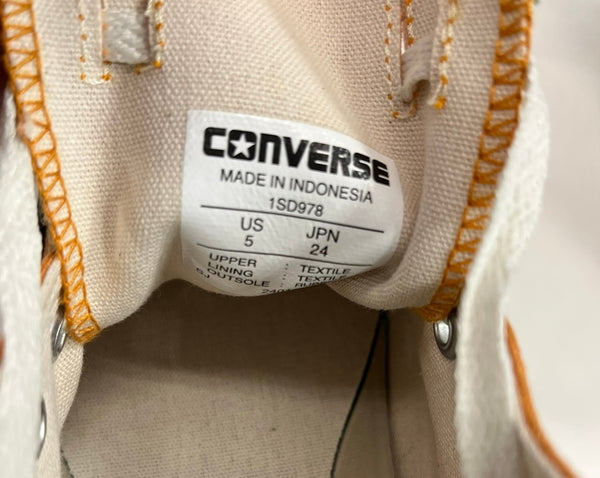 CONVERSE
MADE IN INDONESIA
1SD978
US JPN
5 24
UPPER : TEXTILE
LINING : TEXTILE
OUTSOLE :